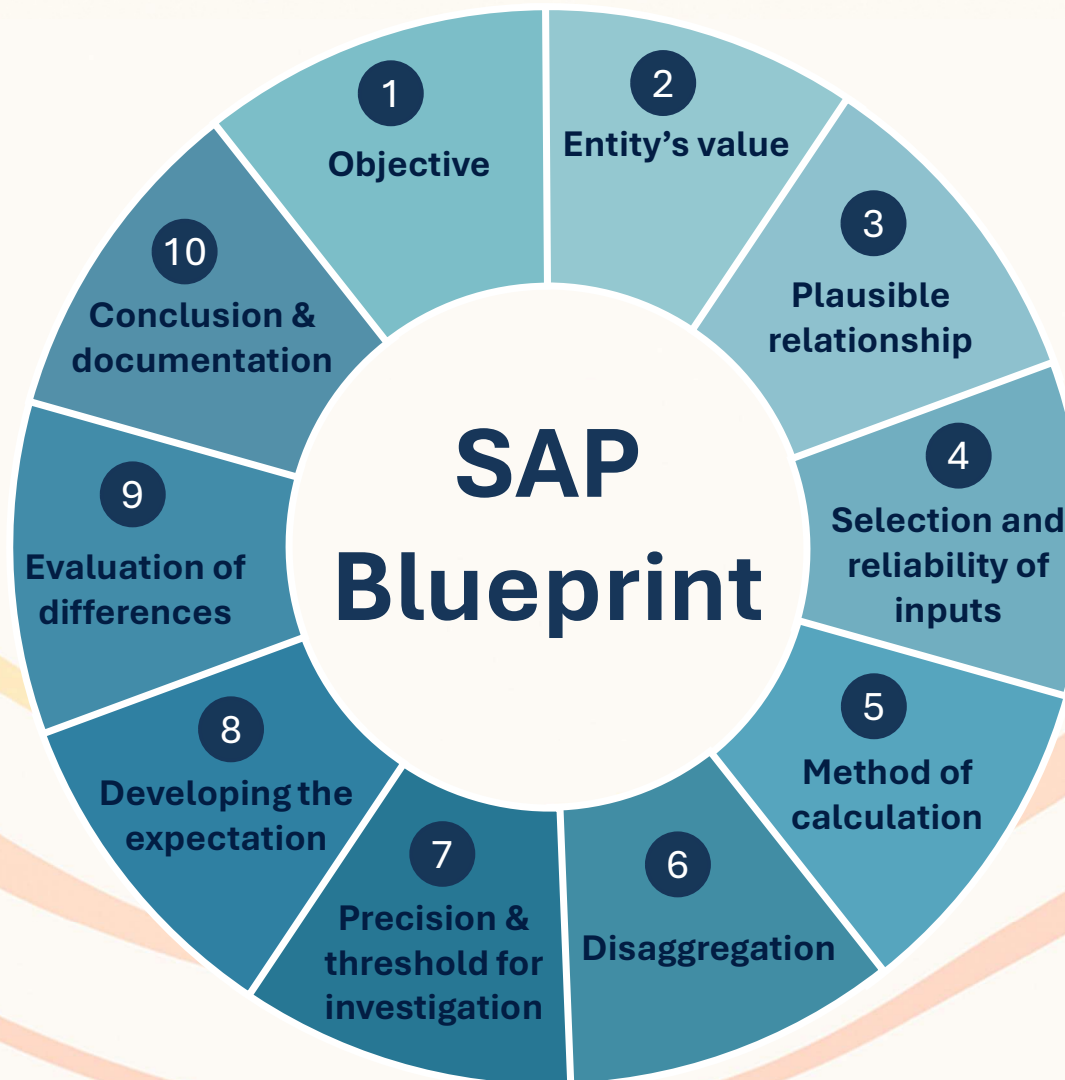 SAP
Blueprint
1
Objective
2
Entity’s value
3
Plausible
relationship
4
Selection and
reliability of
inputs
5
Method of
calculation
6
Disaggregation
7
Precision &
threshold for
investigation
8
Developing the
expectation
9
Evaluation of
differences
10
Conclusion &
documentation